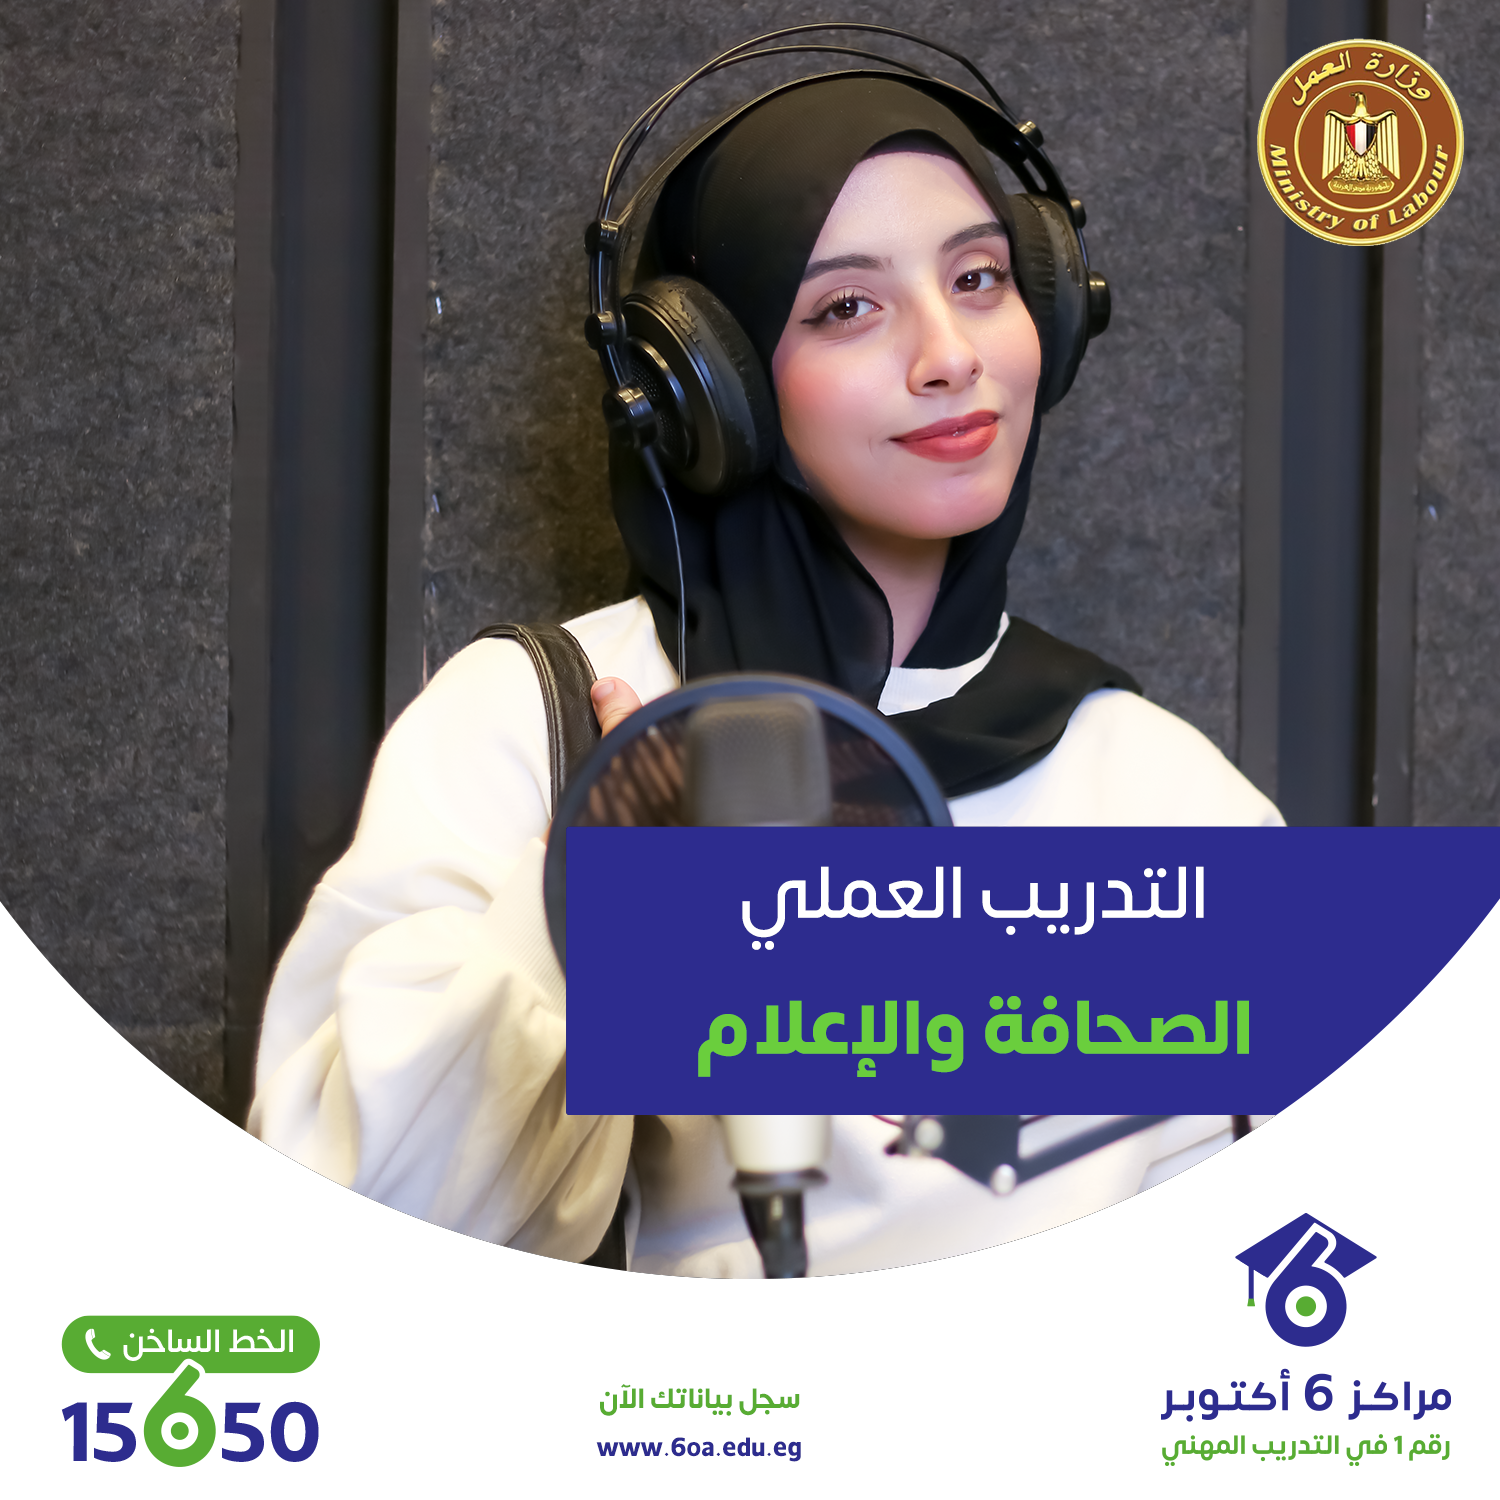 وزارة العمل
Ministry of Labour
التدريب العملي
الصحافة والإعلام
مراكز 6 أكتوبر
رقم 1 في التدريب المهني
سجل بياناتك الآن
www.6oa.edu.eg
الخط الساخن
15650